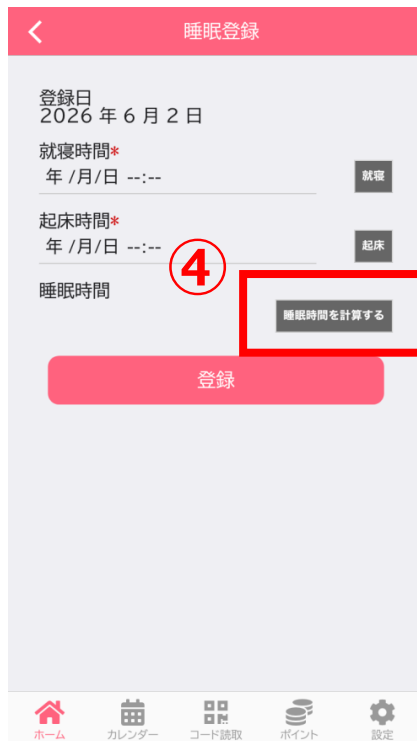 睡眠登録
登録日
2026 年 6 月 2 日
就寝時間*
年 /月/日 --:--
就寝
起床時間*
年 /月/日 --:--
起床
④
睡眠時間
睡眠時間を計算する
登録
ホーム
カレンダー
コード読取
ポイント
設定